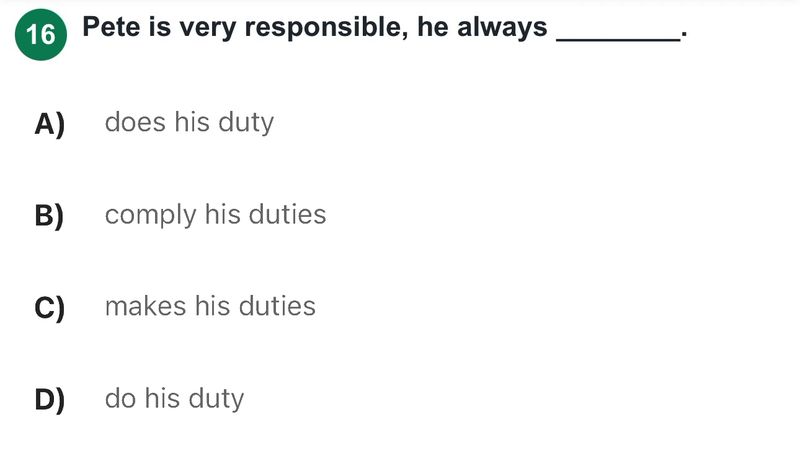 16 Pete is very responsible, he always ________.
A) does his duty
B) comply his duties
C) makes his duties
D) do his duty